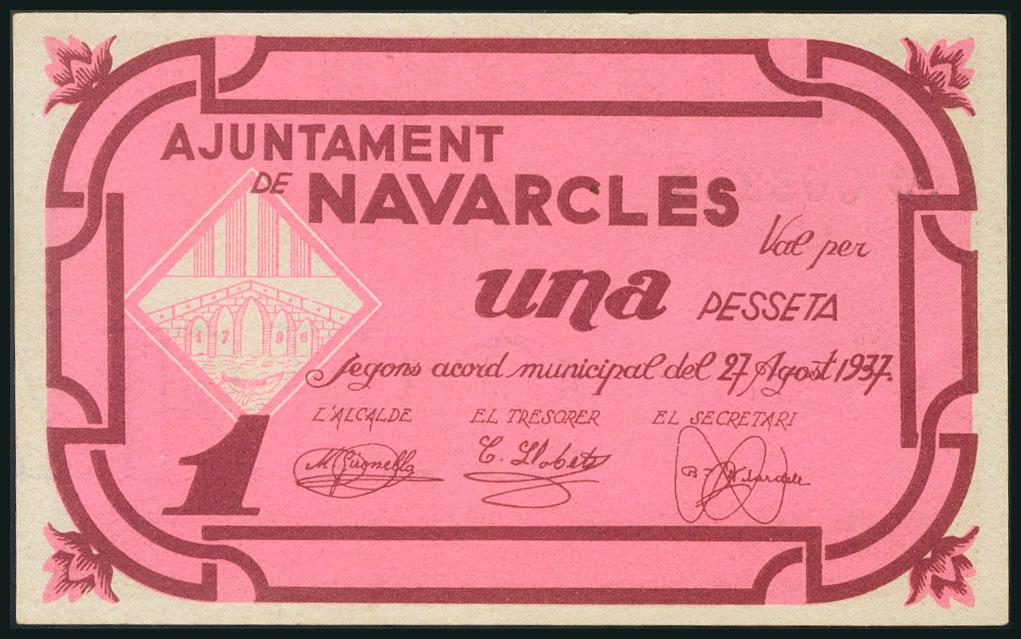 AJUNTAMENT
DE NAVARCLES
Val per
una PESSETA
1796
segons acord municipal del 27 Agost 1937.
L'ALCALDE EL TRESORER EL SECRETARI
1